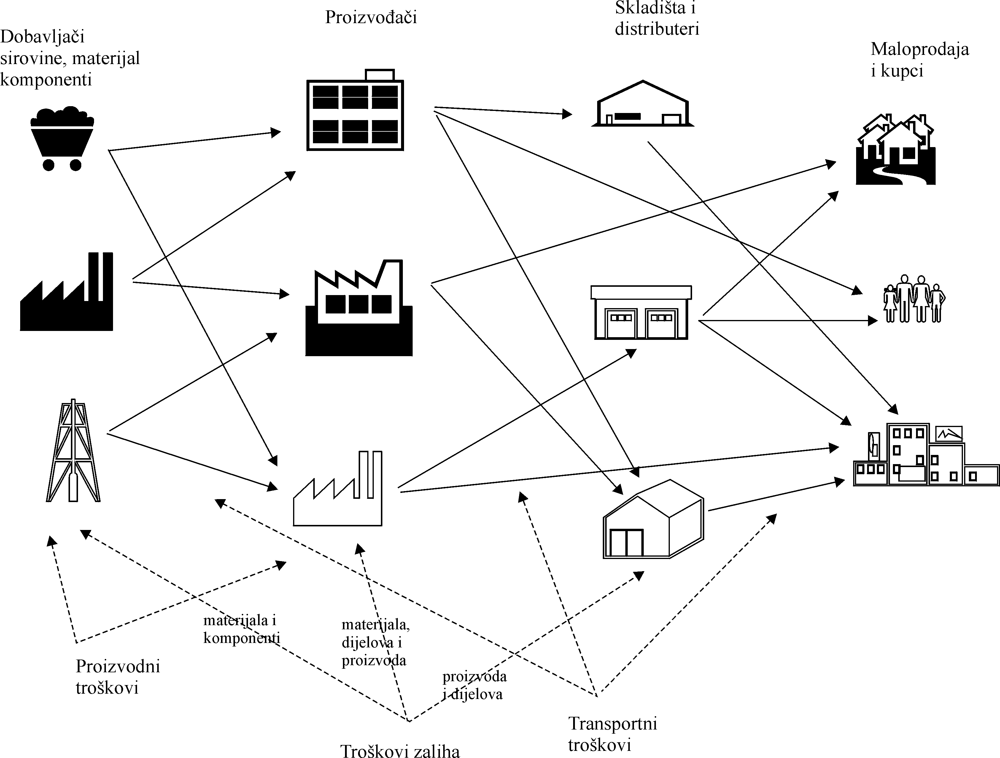 Dobavljači
sirovine, materijal
komponenti
Proizvođači
Skladišta i
distributeri
Maloprodaja
i kupci
materijala i
komponenti
materijala,
dijelova i
proizvoda
proizvoda
i dijelova
Proizvodni
troškovi
Troškovi zaliha
Transportni
troškovi